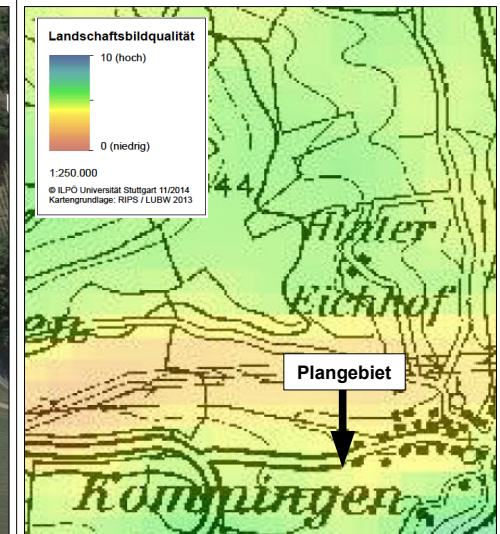 Landschaftsbildqualität
10 (hoch)
0 (niedrig)
1:250.000
© ILPÖ Universität Stuttgart 11/2014
Kartengrundlage: RIPS / LUBW 2013
44
Hinter
Eichhof
Plangebiet
Kommingen